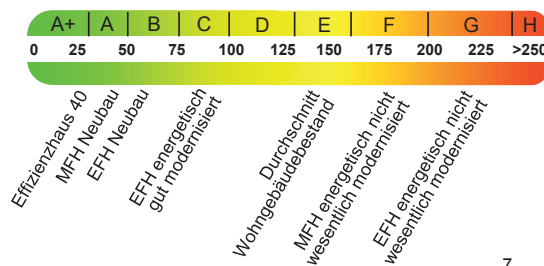 A+ A B C D E F G H
0 25 50 75 100 125 150 175 200 225 >250
Effizienzhaus 40
MFH Neubau
EFH Neubau
EFH energetisch
gut modernisiert
Durchschnitt
Wohngebäudebestand
MFH energetisch nicht
wesentlich modernisiert
EFH energetisch nicht
wesentlich modernisiert
7